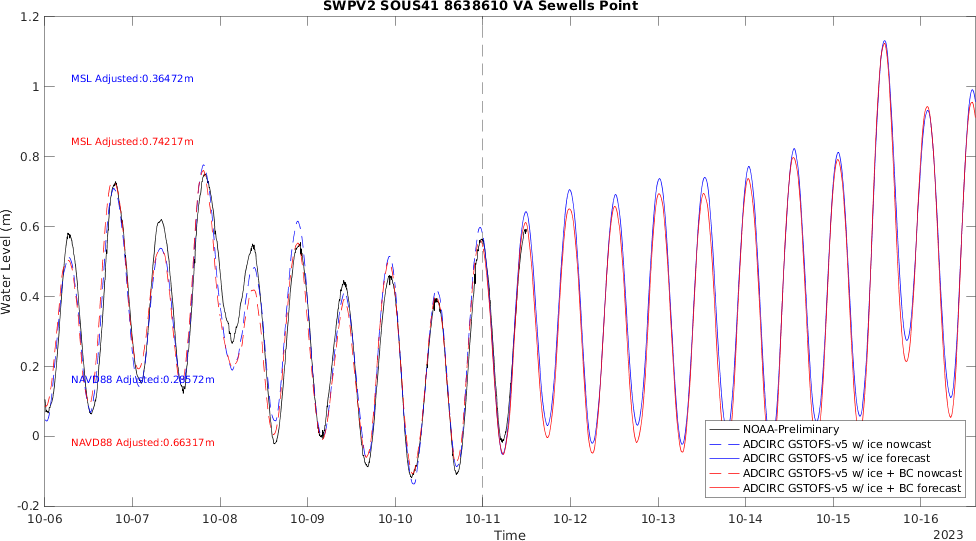 SWPV2 SOUS41 8638610 VA Sewells Point
1.2
1
0.8
0.6
0.4
0.2
0
-0.2
Water Level (m)
MSL Adjusted:0.36472m
MSL Adjusted:0.74217m
NAVD88 Adjusted:0.28572m
NAVD88 Adjusted:0.66317m
NOAA-Preliminary
ADCIRC GSTOFS-v5 w/ ice nowcast
ADCIRC GSTOFS-v5 w/ ice forecast
ADCIRC GSTOFS-v5 w/ ice + BC nowcast
ADCIRC GSTOFS-v5 w/ ice + BC forecast
10-06 10-07 10-08 10-09 10-10 10-11 10-12 10-13 10-14 10-15 10-16
Time
2023